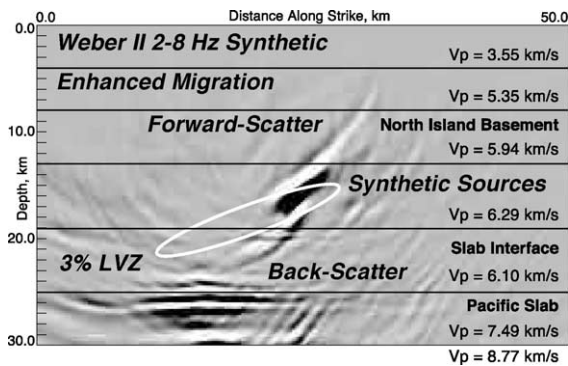 0.0 Distance Along Strike, km 50.0
0.0
Weber II 2-8 Hz Synthetic
Vp = 3.55 km/s
Enhanced Migration
Vp = 5.35 km/s
10.0
Forward-Scatter
North Island Basement
Vp = 5.94 km/s
Depth, km
Synthetic Sources
Vp = 6.29 km/s
20.0
3% LVZ
Slab Interface
Back-Scatter
Vp = 6.10 km/s
Pacific Slab
Vp = 7.49 km/s
30.0
Vp = 8.77 km/s